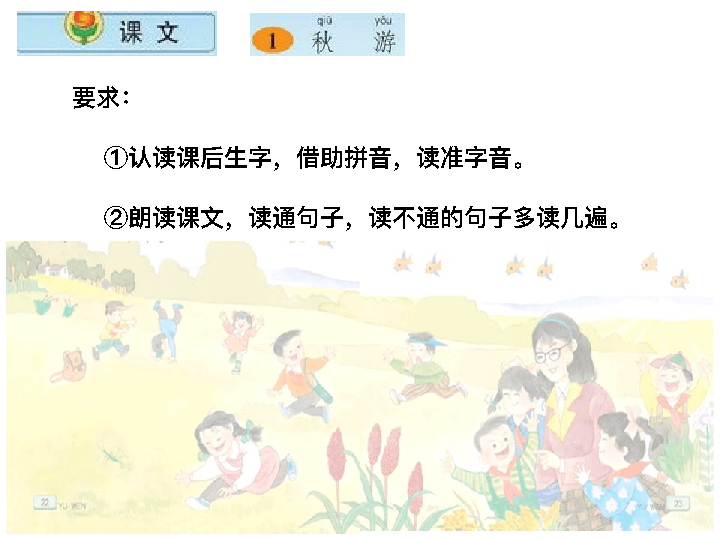 课 文
qiū yóu
1 秋 游
要求：
①认读课后生字，借助拼音，读准字音。
②朗读课文，读通句子，读不通的句子多读几遍。
22 YU WEN
YU WEN 23